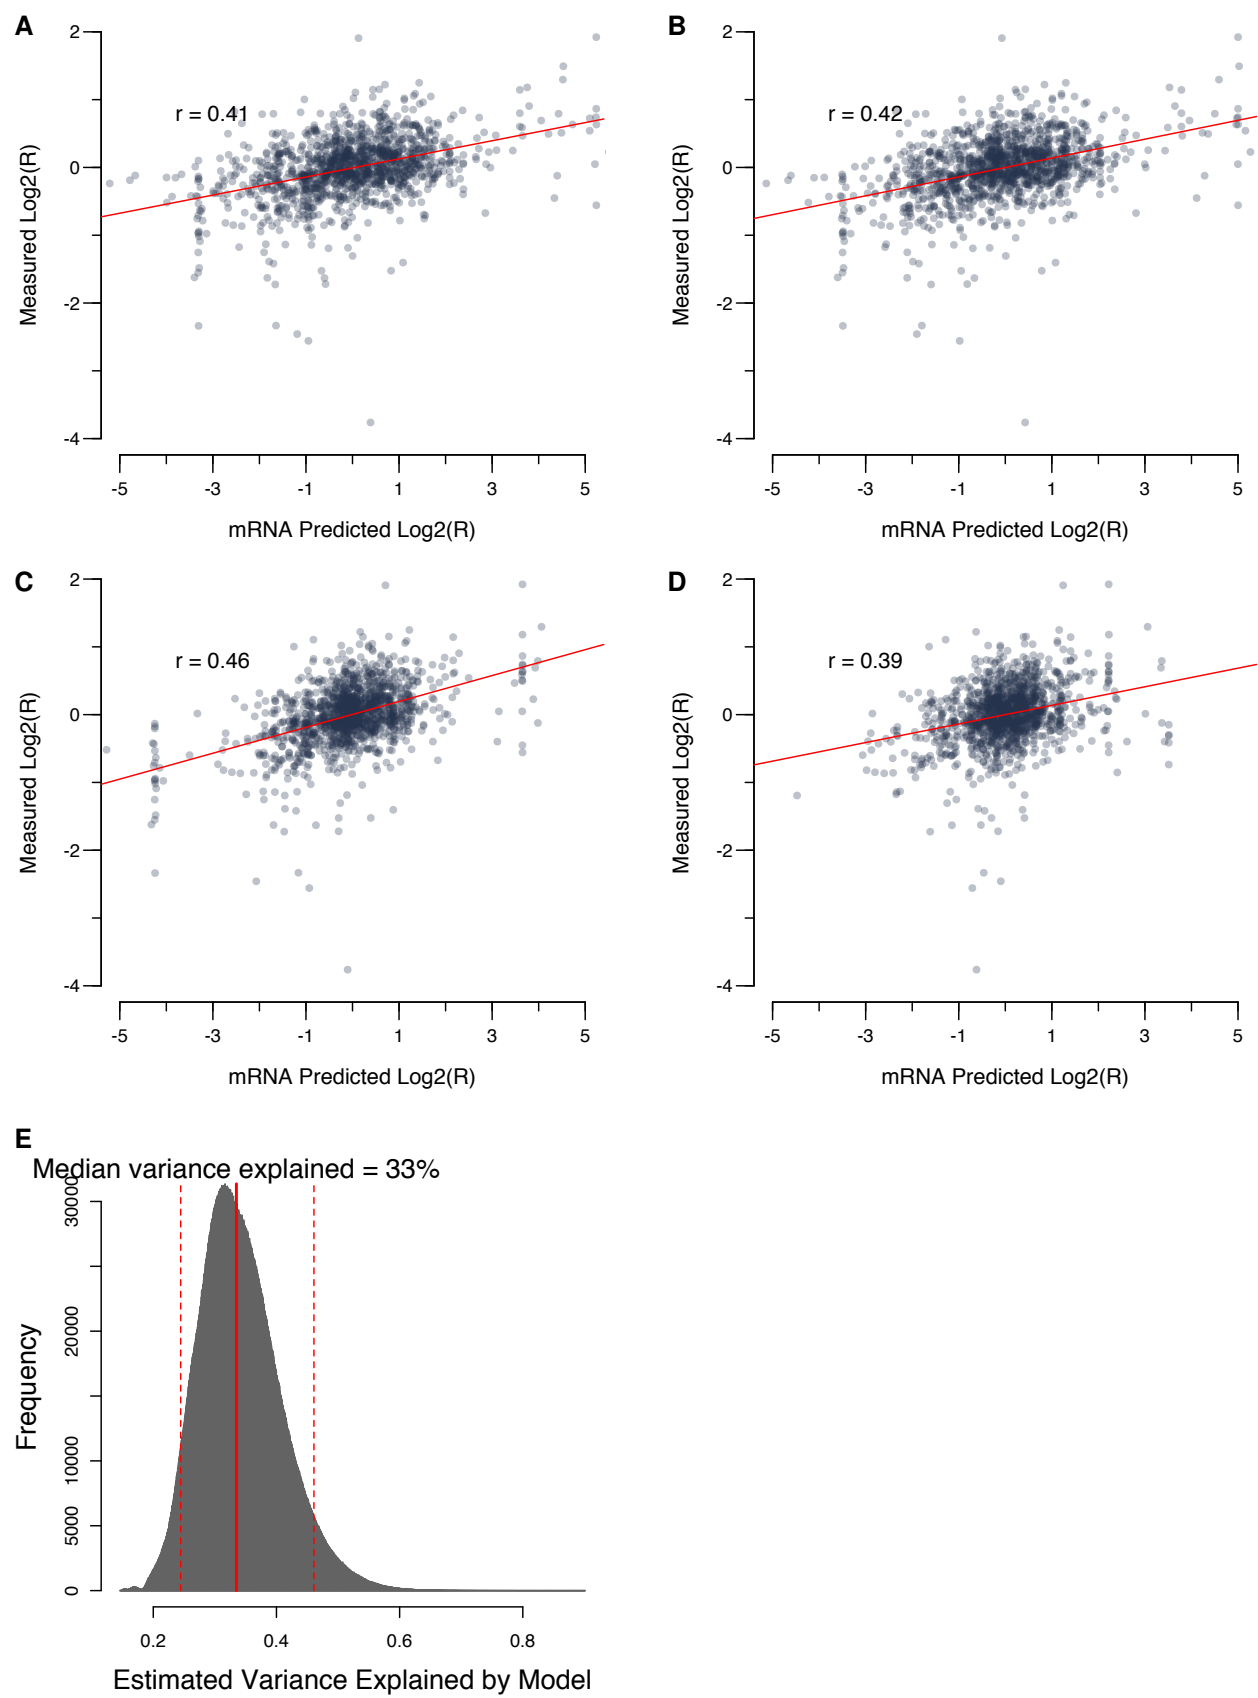 A
2
0
-2
-4
Measured Log2(R)
r = 0.41
-5 -3 -1 1 3 5
mRNA Predicted Log2(R)
B
2
0
-2
-4
Measured Log2(R)
r = 0.42
-5 -3 -1 1 3 5
mRNA Predicted Log2(R)
C
2
0
-2
-4
Measured Log2(R)
r = 0.46
-5 -3 -1 1 3 5
mRNA Predicted Log2(R)
D
2
0
-2
-4
Measured Log2(R)
r = 0.39
-5 -3 -1 1 3 5
mRNA Predicted Log2(R)
E
Median variance explained = 33%
30000
20000
10000
5000
0
Frequency
0.2 0.4 0.6 0.8
Estimated Variance Explained by Model